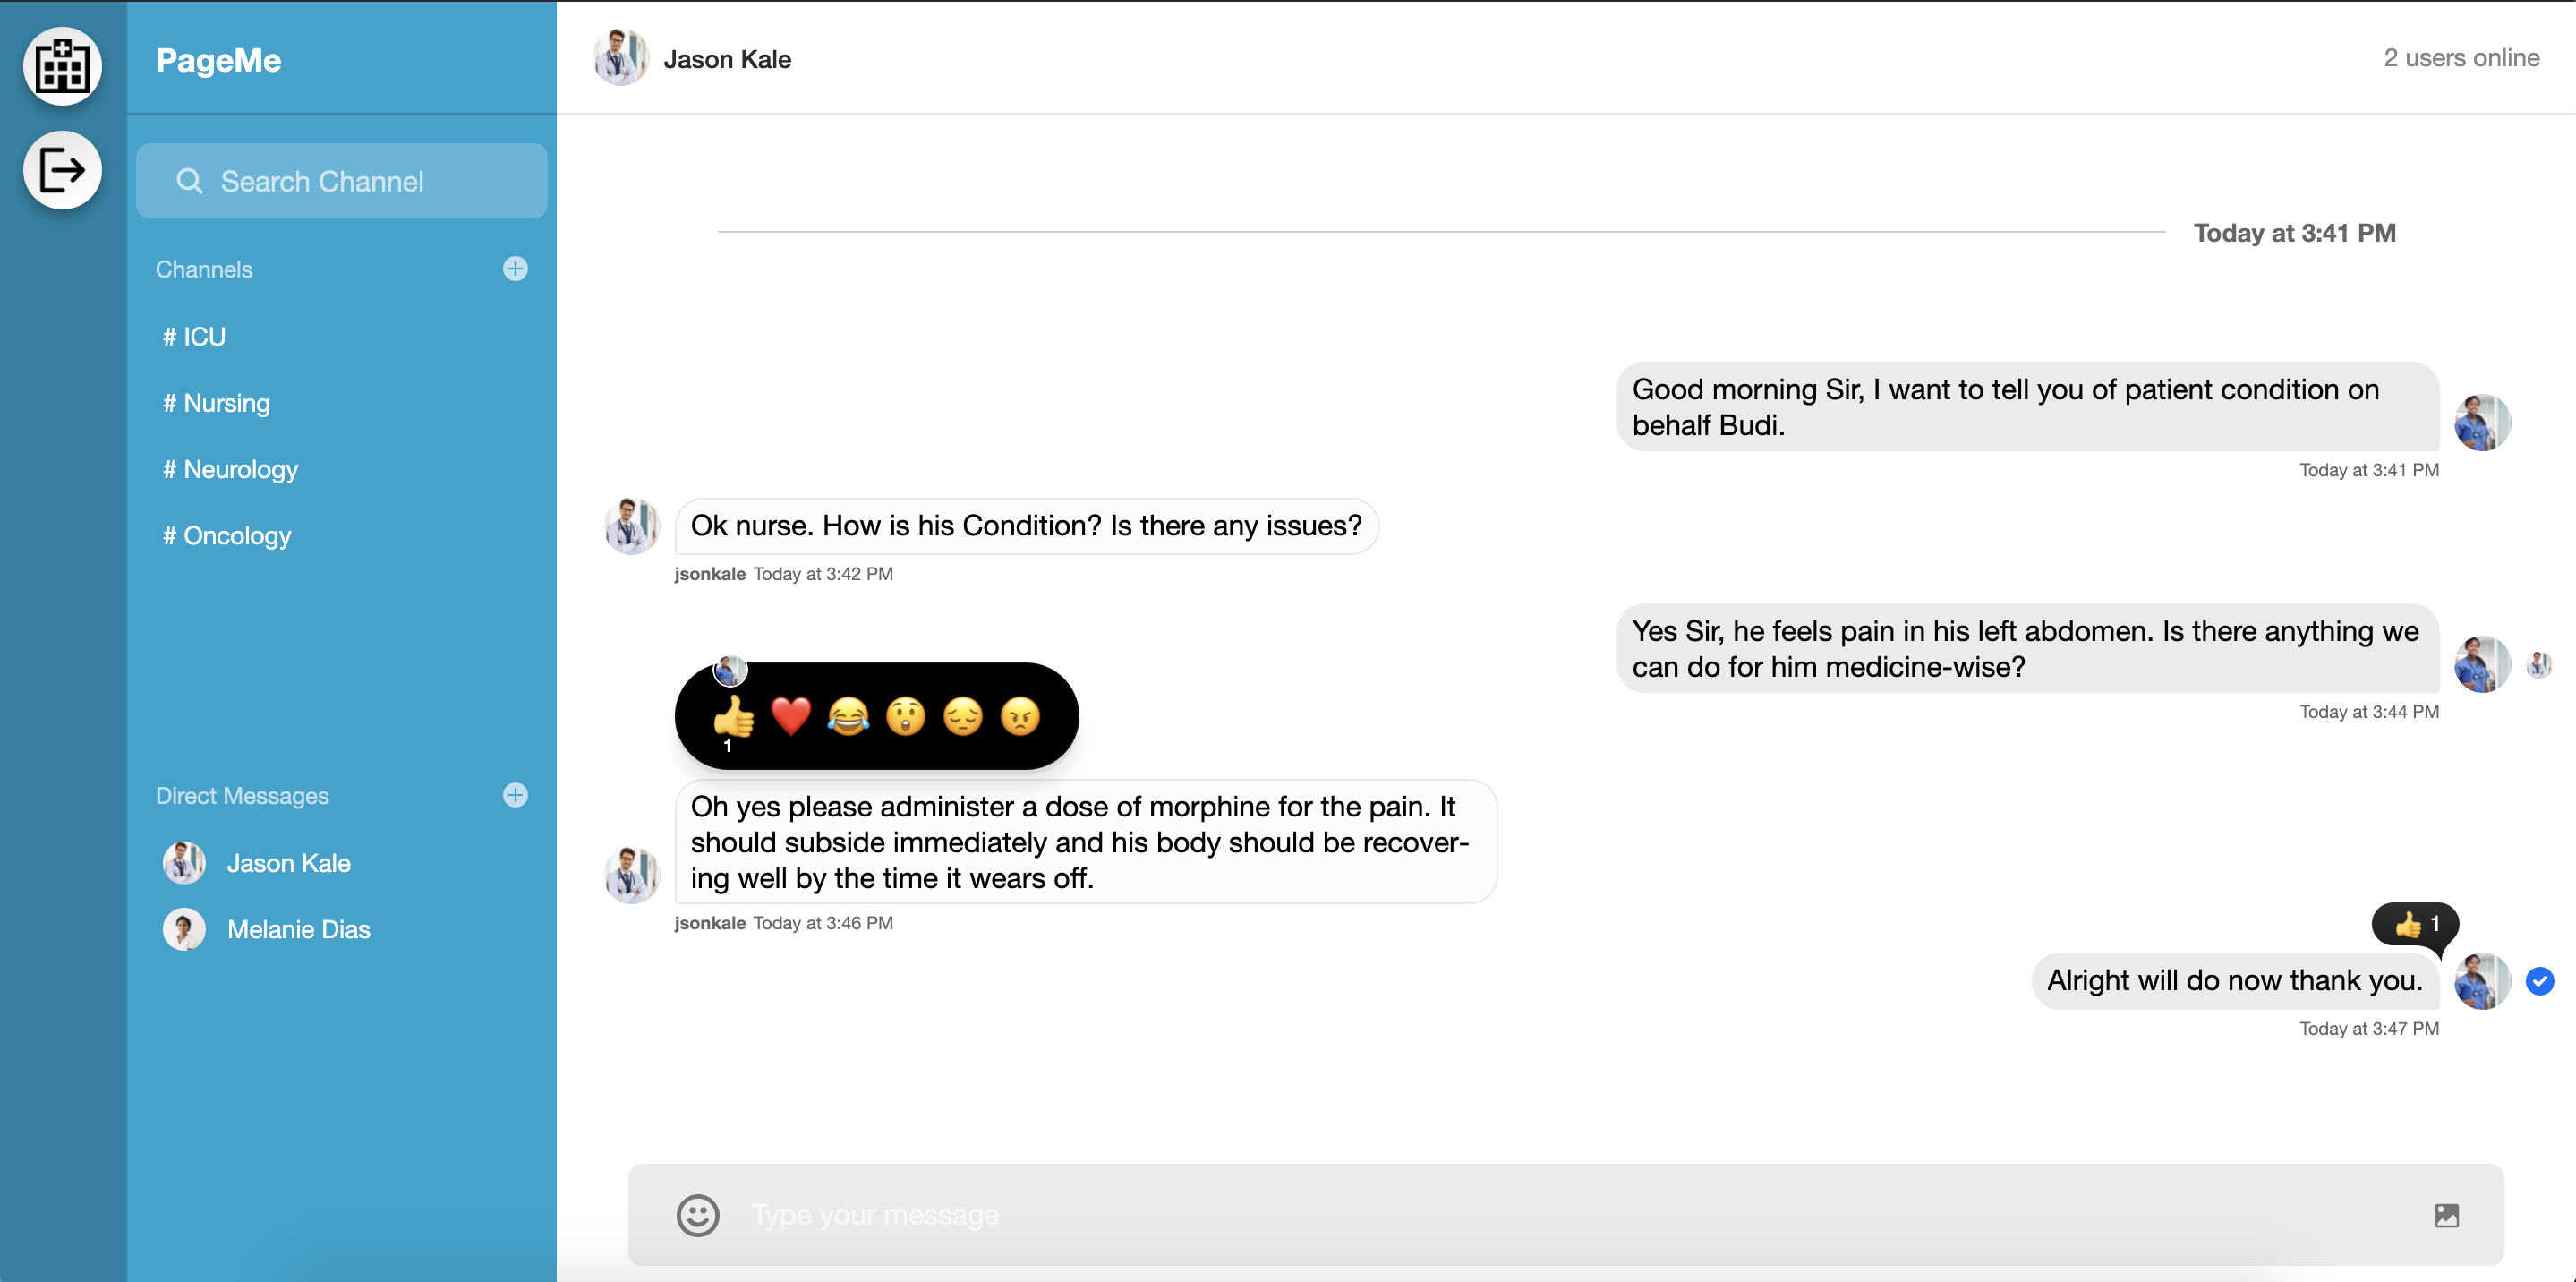 PageMe
Search Channel
Channels
# ICU
# Nursing
# Neurology
# Oncology
Direct Messages
Jason Kale
Melanie Dias
Jason Kale
2 users online
Today at 3:41 PM
Good morning Sir, I want to tell you of patient condition on
behalf Budi.
Today at 3:41 PM
Ok nurse. How is his Condition? Is there any issues?
jsonkale Today at 3:42 PM
Yes Sir, he feels pain in his left abdomen. Is there anything we
can do for him medicine-wise?
Today at 3:44 PM
1
Oh yes please administer a dose of morphine for the pain. It
should subside immediately and his body should be recover-
ing well by the time it wears off.
jsonkale Today at 3:46 PM
1
Alright will do now thank you.
Today at 3:47 PM
Type your message